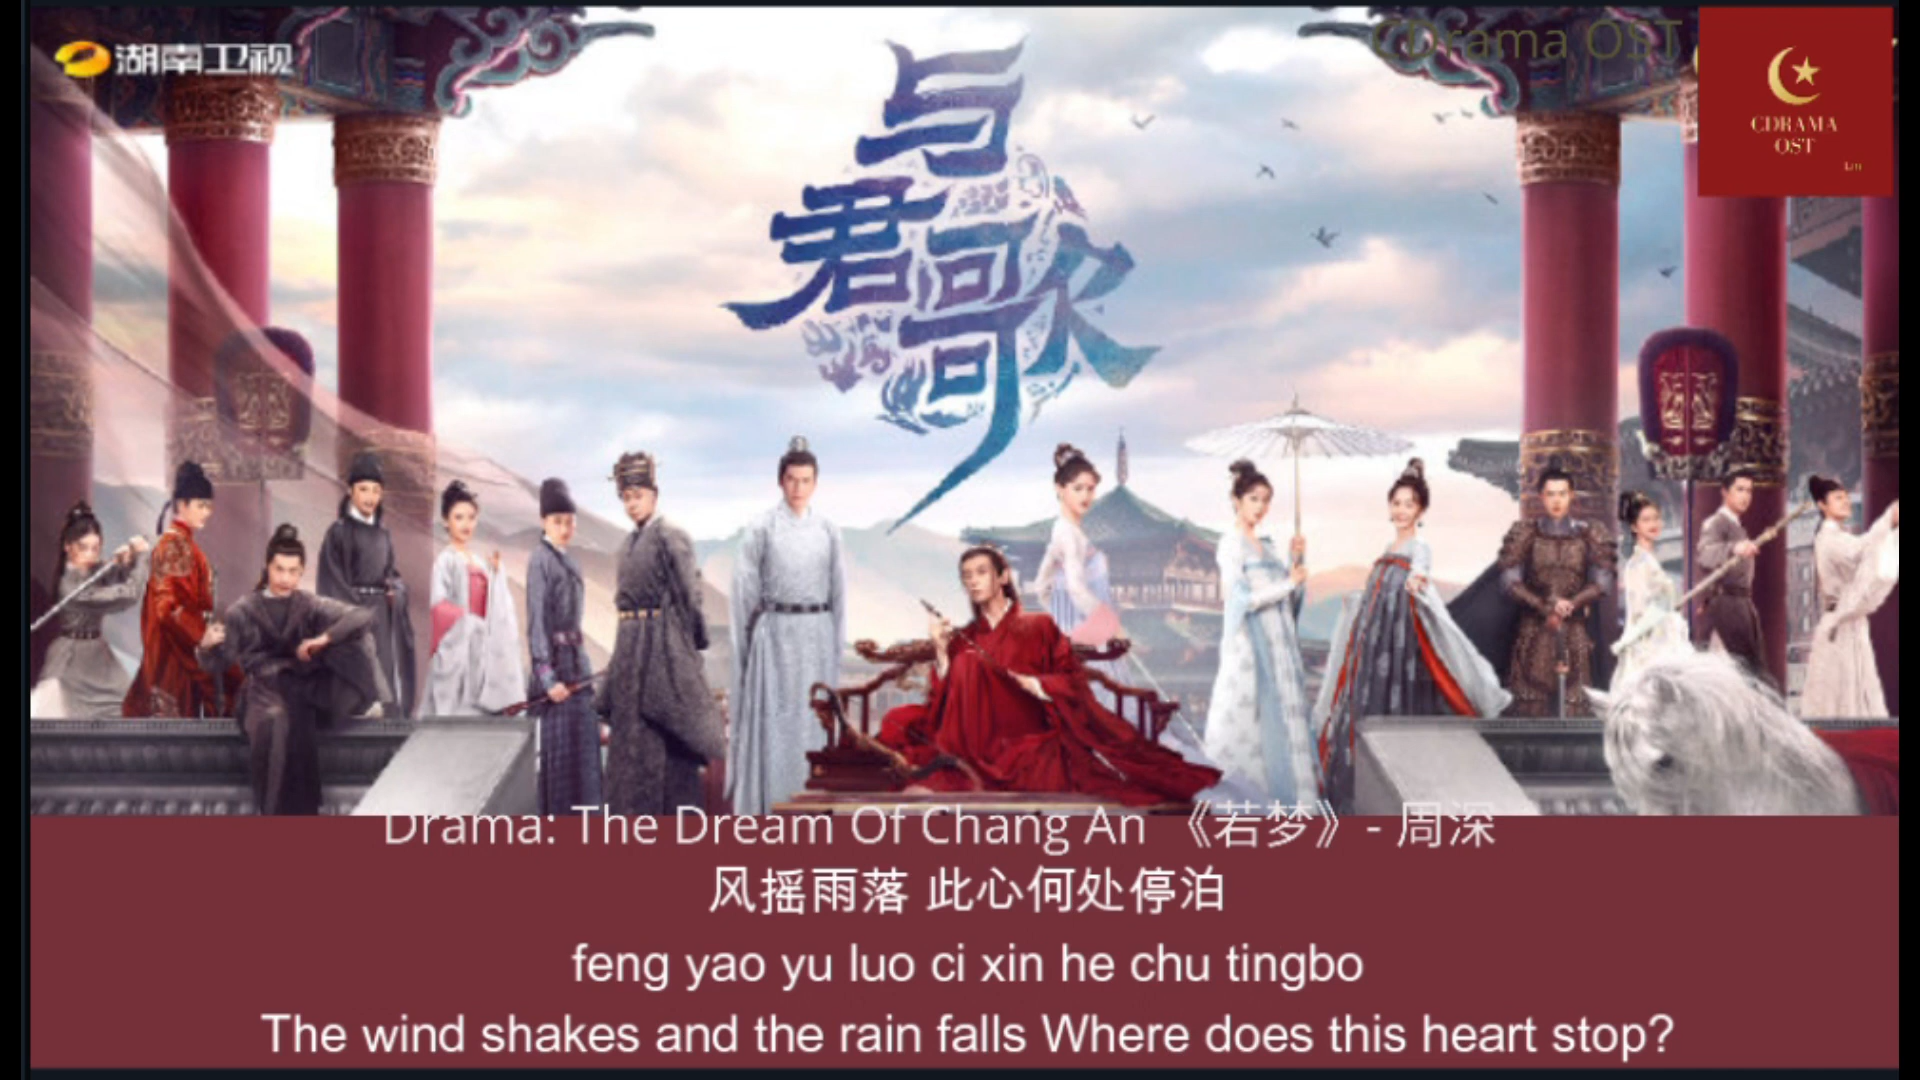 湖南卫视
CDrama OST
CDRAMA
OST
Lin
与
君歌
Drama: The Dream Of Chang An 《若梦》- 周深
风摇雨落 此心何处停泊
feng yao yu luo ci xin he chu tingbo
The wind shakes and the rain falls Where does this heart stop?